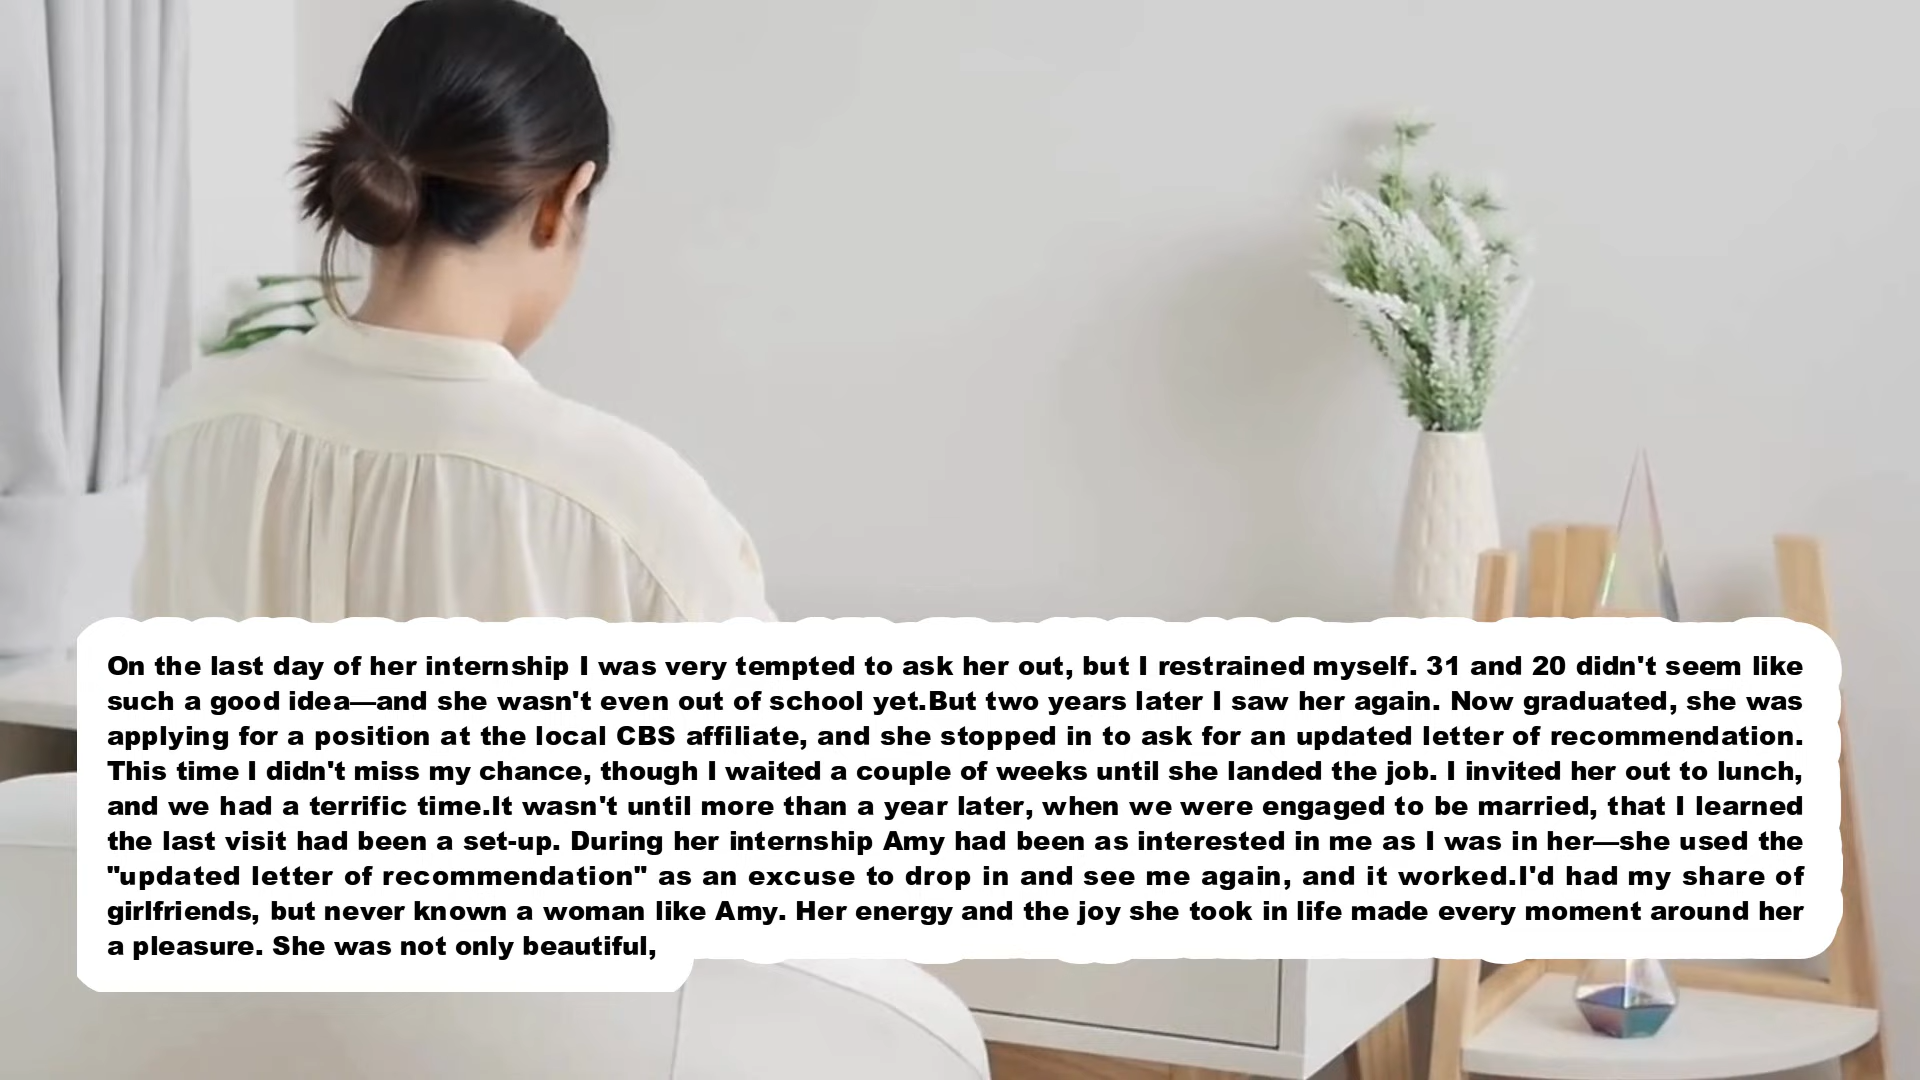 On the last day of her internship I was very tempted to ask her out, but I restrained myself. 31 and 20 didn't seem like
such a good idea—and she wasn't even out of school yet.But two years later I saw her again. Now graduated, she was
applying for a position at the local CBS affiliate, and she stopped in to ask for an updated letter of recommendation.
This time I didn't miss my chance, though I waited a couple of weeks until she landed the job. I invited her out to lunch,
and we had a terrific time.It wasn't until more than a year later, when we were engaged to be married, that I learned
the last visit had been a set-up. During her internship Amy had been as interested in me as I was in her—she used the
"updated letter of recommendation" as an excuse to drop in and see me again, and it worked.I'd had my share of
girlfriends, but never known a woman like Amy. Her energy and the joy she took in life made every moment around her
a pleasure. She was not only beautiful,